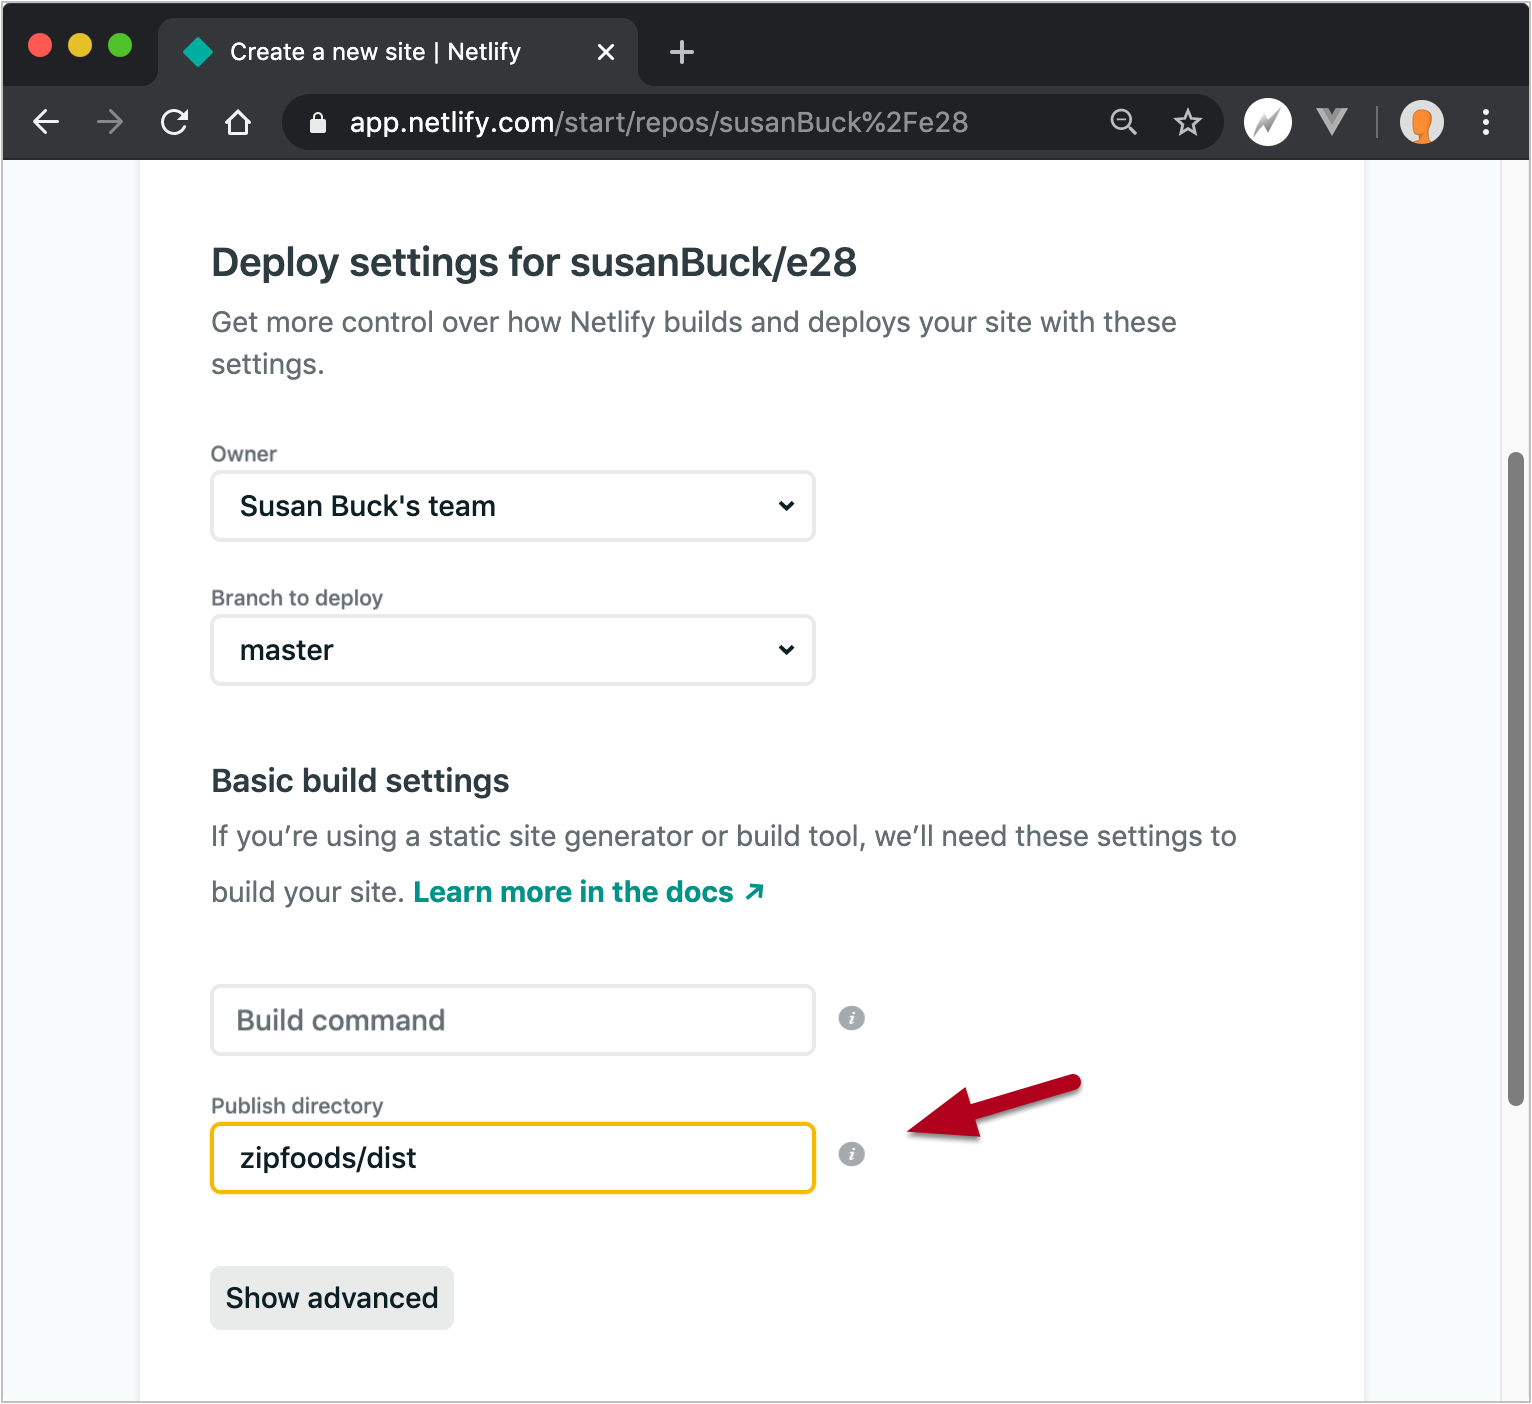 Create a new site | Netlify
app.netlify.com/start/repos/susanBuck%2Fe28
Deploy settings for susanBuck/e28
Get more control over how Netlify builds and deploys your site with these
settings.
Owner
Susan Buck's team
Branch to deploy
master
Basic build settings
If you’re using a static site generator or build tool, we’ll need these settings to
build your site. Learn more in the docs ↗
Build command
i
Publish directory
zipfoods/dist
i
Show advanced